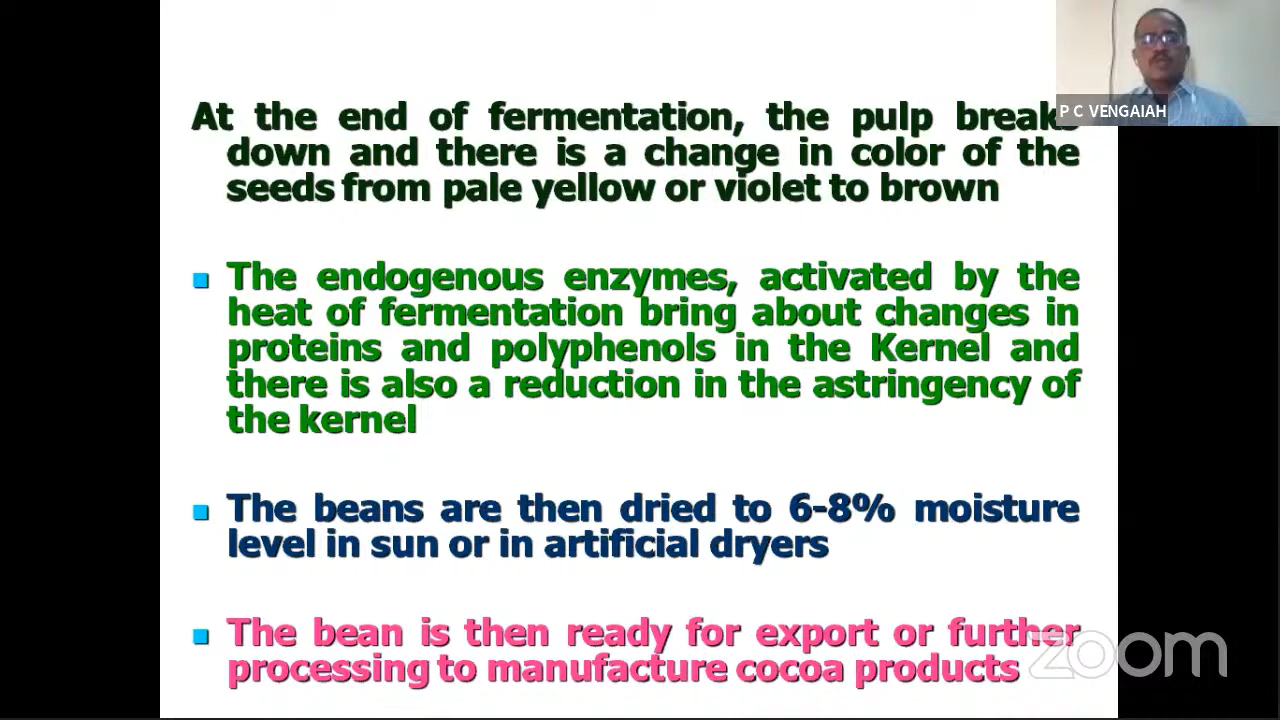 At the end of fermentation, the pulp breaks
P C VENGAIAH
down and there is a change in color of the
seeds from pale yellow or violet to brown
The endogenous enzymes, activated by the
heat of fermentation bring about changes in
proteins and polyphenols in the Kernel and
there is also a reduction in the astringency of
the kernel
The beans are then dried to 6-8% moisture
level in sun or in artificial dryers
The bean is then ready for export or further
processing to manufacture cocoa products
zoom